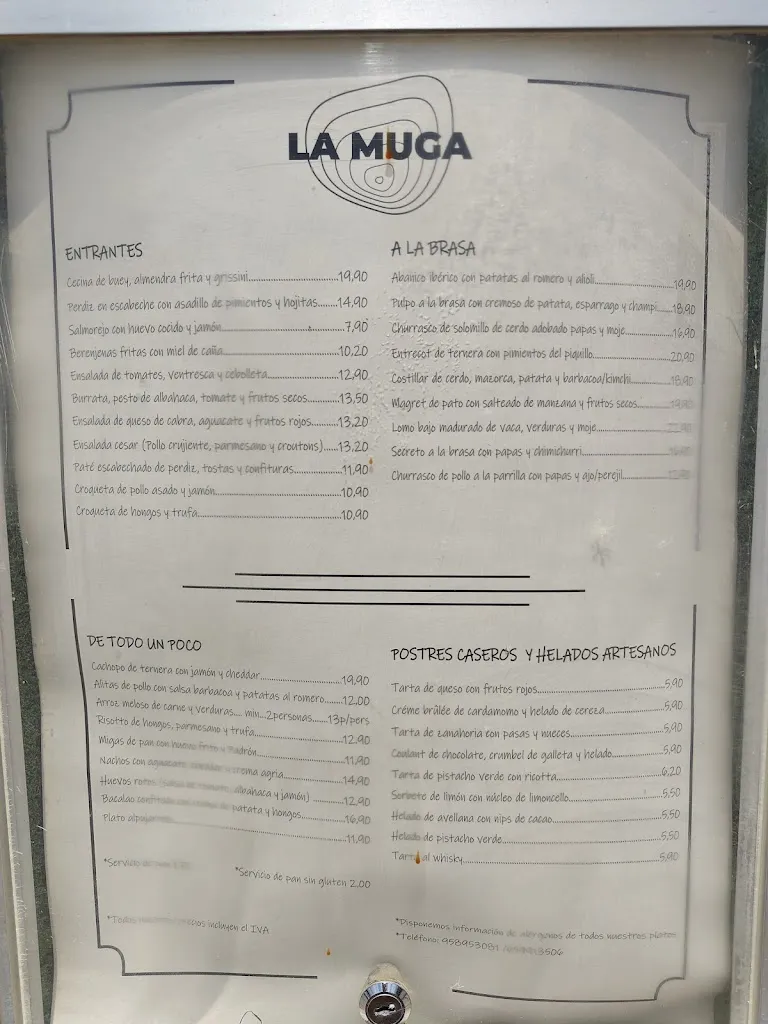 LA MUGA
ENTRANTES
Cecina de buey, almendra frita y grissini 19,90
Perdiz en escabeche con asadillo de pimientos y hojitas 14,90
Salmorejo con huevo cocido y jamón 7,90
Berenjenas fritas con miel de caña 10,20
Ensalada de tomates, ventresca y cebolleta 12,90
Burrata, pesto de albahaca, tomate y frutos secos 13,50
Ensalada de queso de cabra, aguacate y frutos rojos 13,20
Ensalada cesar (Pollo crujiente, parmesano y croutons) 13,20
Paté escabechado de perdiz, tostas y confituras 11,90
Croqueta de pollo asado y jamón 10,90
Croqueta de hongos y trufa 10,90
A LA BRASA
Abanico ibérico con patatas al romero y alioli 19,90
Pulpo a la brasa con cremoso de patata, esparrago y champi 18,90
Churrasco de solomillo de cerdo adobado papas y moje 16,90
Entrecot de ternera con pimientos del piquillo 20,90
Costillar de cerdo, mazorca, patata y barbacoa/kimchi 18,90
Magret de pato con salteado de manzana y frutos secos
Lomo bajo madurado de vaca, verduras y moje
Secreto a la brasa con papas y chimichurri
Churrasco de pollo a la parrilla con papas y ajo/perejil
DE TODO UN POCO
Cachopo de ternera con jamón y cheddar 19,90
Alitas de pollo con salsa barbacoa y patatas al romero 12,00
Arroz meloso de carne y verduras.... min...2personas 13p/pers
Risotto de hongos, parmesano y trufa 12,90
Migas de pan con huevo frito y Padrón 11,90
Nachos con aguacate, cheddar y crema agria 14,90
Huevos rotos albahaca y jamón) 12,90
Bacalao confitado patata y hongos 16,90
Plato 11,90
*Servicio
*Servicio de pan sin gluten 2.00
*Todos incluyen el IVA
POSTRES CASEROS Y HELADOS ARTESANOS
Tarta de queso con frutos rojos 5,90
Créme brûlée de cardamomo y helado de cereza 5,90
Tarta de zanahoria con pasas y nueces 5,90
Coulant de chocolate, crumbel de galleta y helado 5,90
Tarta de pistacho verde con ricotta 6,20
Sorbete de limón con núcleo de limoncello 5,50
Helado de avellana con nips de cacao 5,50
Helado de pistacho verde 5,50
Tarta al whisky 5,90
*Disponemos información de alérgenos de todos nuestros platos
*Teléfono: 958953081